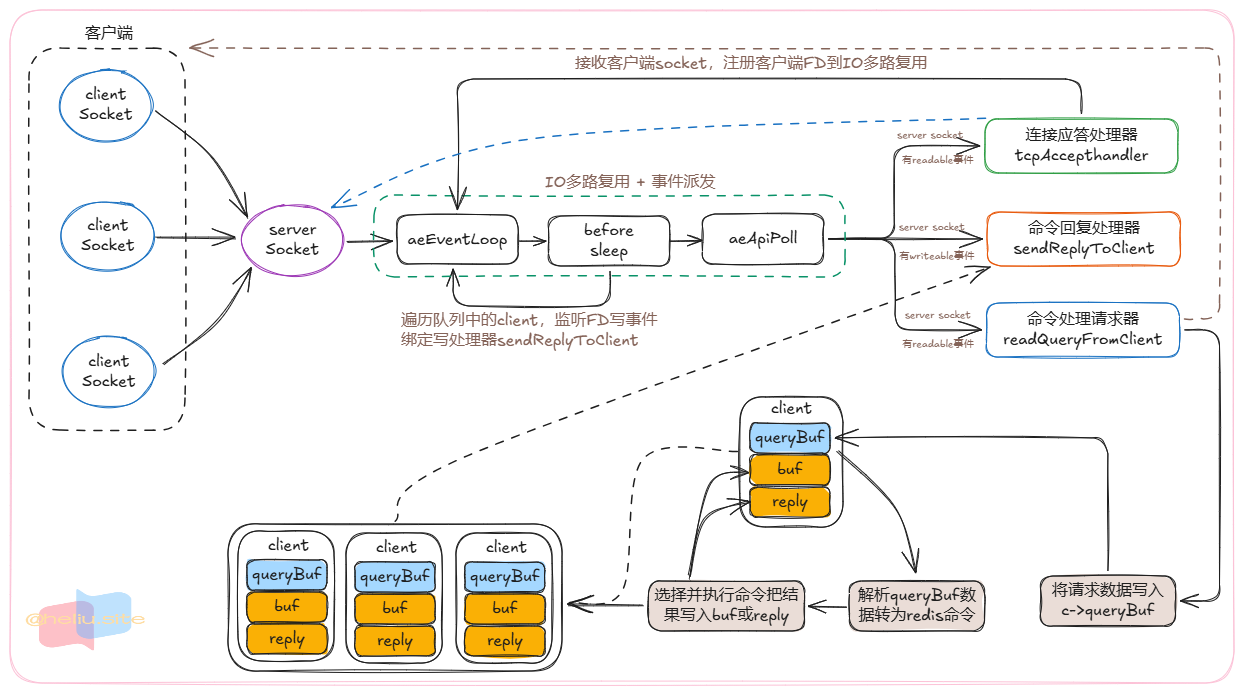 客户端
client
Socket
client
Socket
client
Socket
server
Socket
接收客户端socket，注册客户端FD到IO多路复用
IO多路复用 + 事件派发
aeEventLoop
before
sleep
aeApiPoll
遍历队列中的client，监听FD写事件
绑定写处理器sendReplyToClient
server socket
有readable事件
连接应答处理器
tcpAccepthandler
server socket
有writeable事件
命令回复处理器
sendReplyToClient
server socket
有readable事件
命令处理请求器
readQueryFromClient
client
queryBuf
buf
reply
client
queryBuf
buf
reply
client
queryBuf
buf
reply
client
queryBuf
buf
reply
选择并执行命令把结
果写入buf或reply
解析queryBuf数
据转为redis命令
将请求数据写入
c->queryBuf
@heliu.site